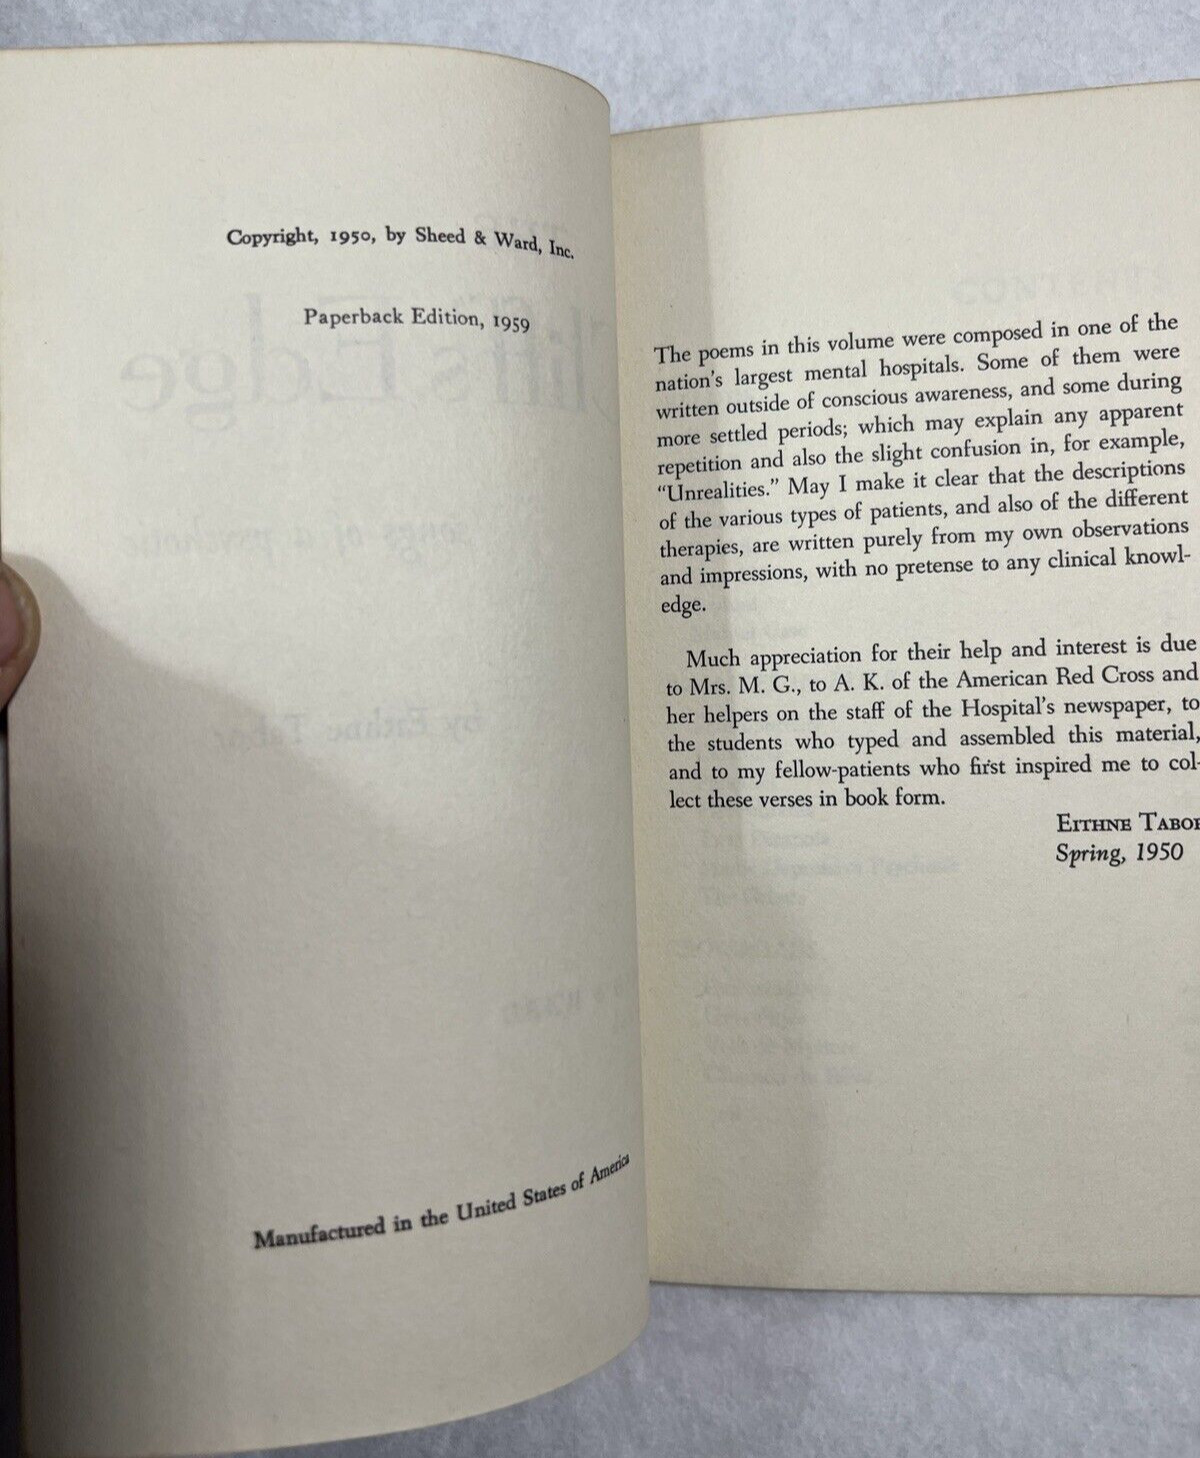 Copyright, 1950, by Sheed & Ward, Inc.
Paperback Edition, 1959
Manufactured in the United States of America
The poems in this volume were composed in one of the
nation's largest mental hospitals. Some of them were
written outside of conscious awareness, and some during
more settled periods; which may explain any apparent
repetition and also the slight confusion in, for example,
"Unrealities." May I make it clear that the descriptions
of the various types of patients, and also of the different
therapies, are written purely from my own observations
and impressions, with no pretense to any clinical knowl-
edge.
Much appreciation for their help and interest is due
to Mrs. M. G., to A. K. of the American Red Cross and
her helpers on the staff of the Hospital's newspaper, to
the students who typed and assembled this material,
and to my fellow-patients who first inspired me to col-
lect these verses in book form.
EITHNE TABOR
Spring, 1950